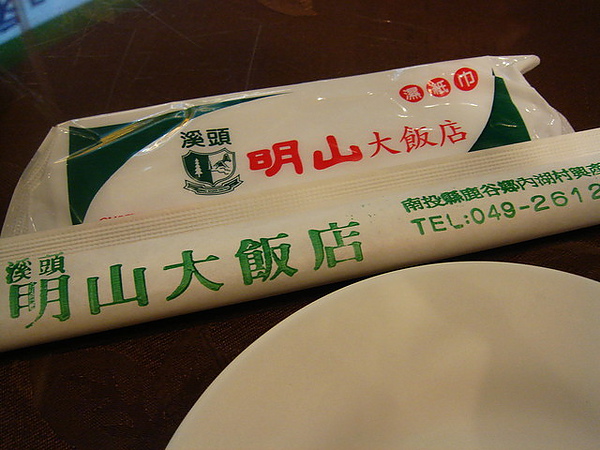 濕紙巾
溪頭
明山大飯店
溪頭
明山大飯店
南投縣鹿谷鄉內湖村興產
TEL:049-2612